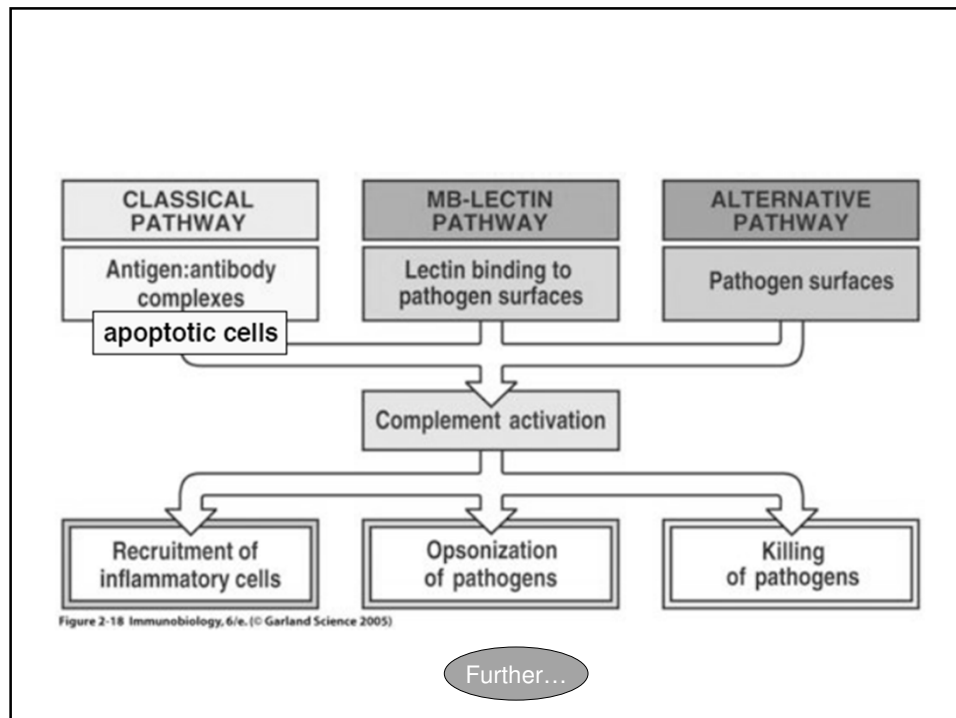 CLASSICAL
PATHWAY
Antigen:antibody
complexes
apoptotic cells
MB-LECTIN
PATHWAY
Lectin binding to
pathogen surfaces
ALTERNATIVE
PATHWAY
Pathogen surfaces
Complement activation
Recruitment of
inflammatory cells
Opsonization
of pathogens
Killing
of pathogens
Figure 2-18 Immunobiology, 6/e. (© Garland Science 2005)
Further...